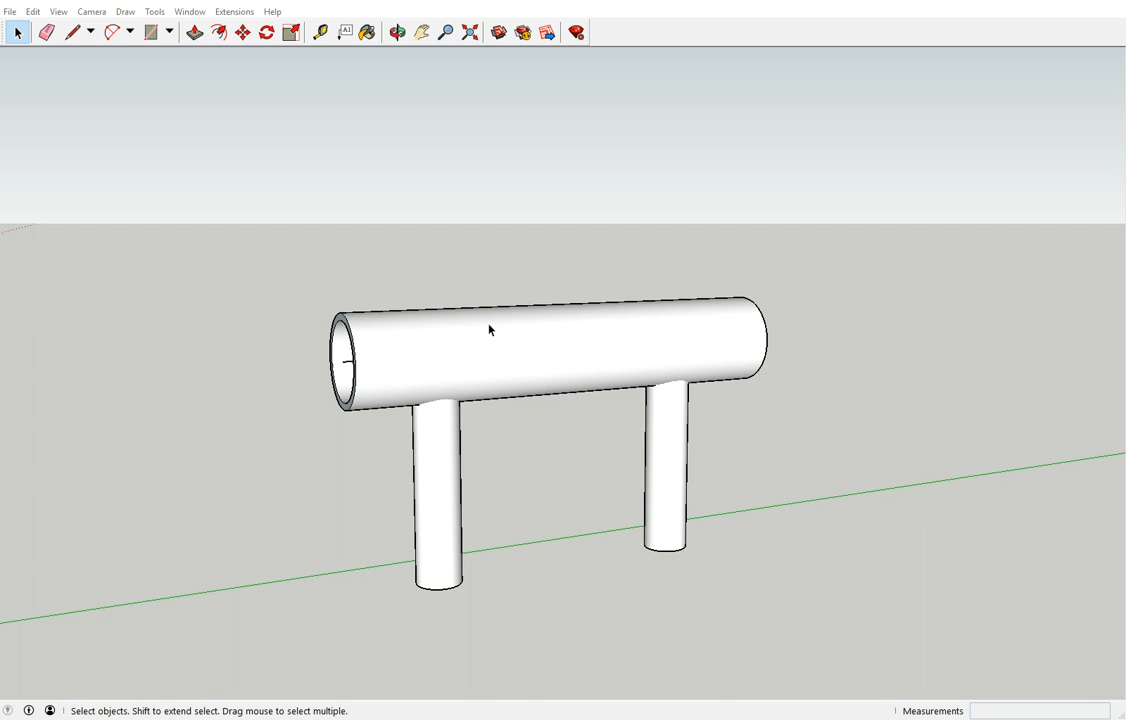 File Edit View Camera Draw Tools Window Extensions Help
A1
Select objects. Shift to extend select. Drag mouse to select multiple. Measurements